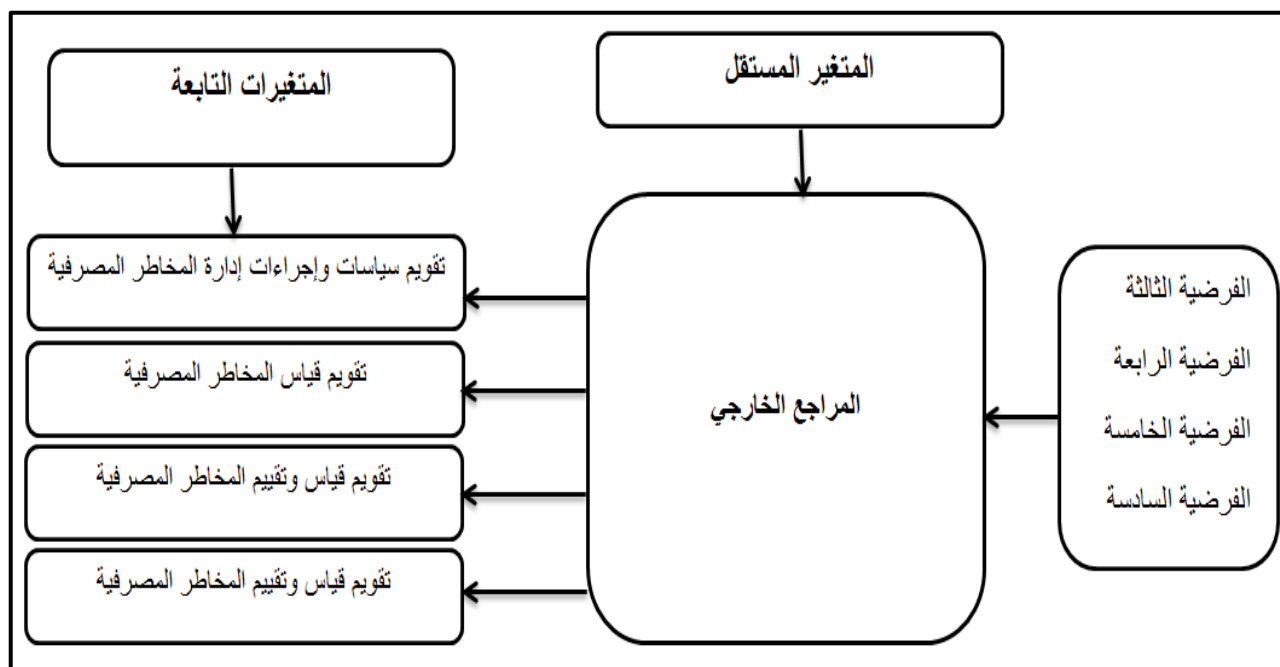 المتغير المستقل
المتغيرات التابعة
الفرضية الثالثة
الفرضية الرابعة
الفرضية الخامسة
الفرضية السادسة
المراجع الخارجي
تقويم سياسات وإجراءات إدارة المخاطر المصرفية
تقويم قياس المخاطر المصرفية
تقويم قياس وتقييم المخاطر المصرفية
تقويم قياس وتقييم المخاطر المصرفية